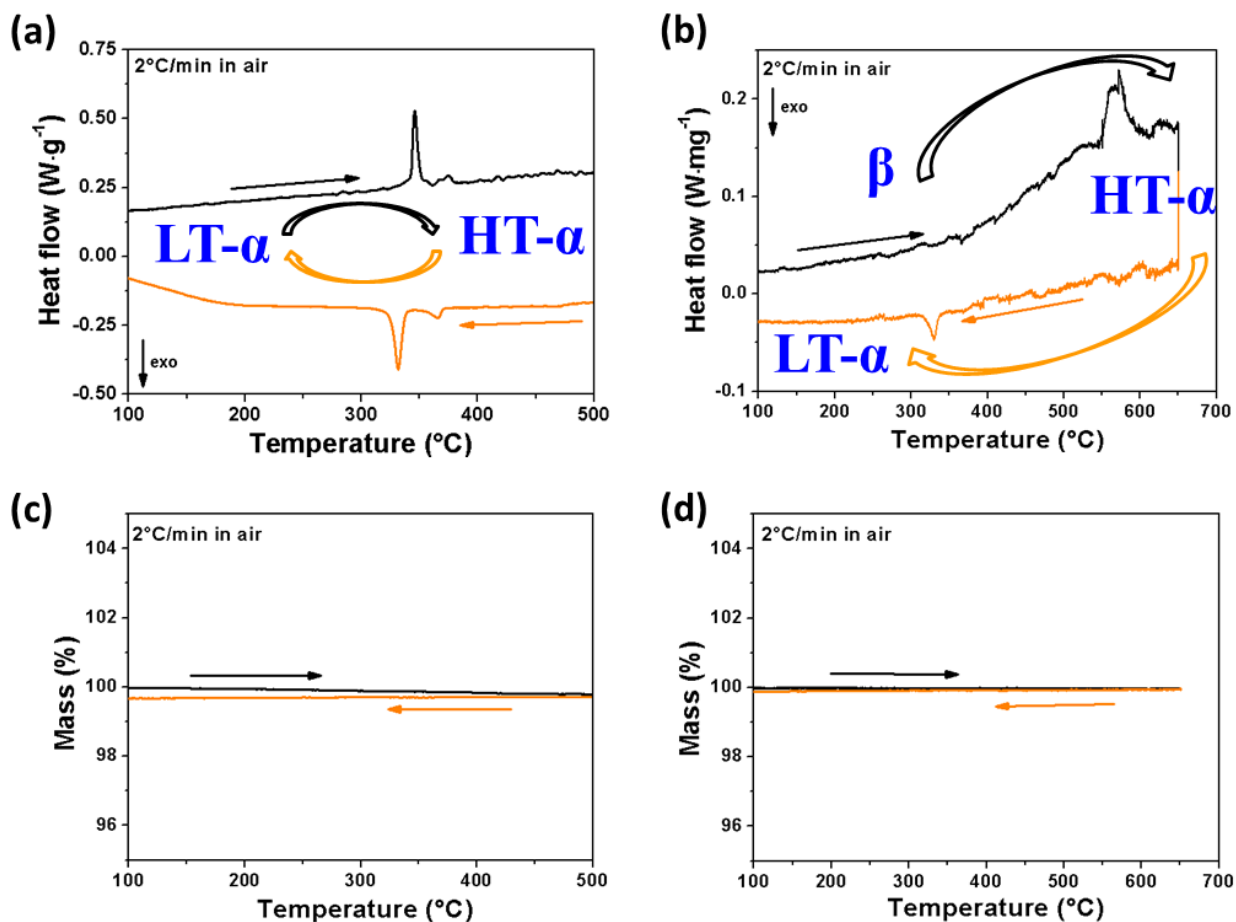 (a)
2°C/min in air
0.75
0.50
0.25
0.00
-0.25
-0.50
Heat flow (W·g⁻¹)
LT-α
HT-α
exo
100
200
300
400
500
Temperature (°C)
(b)
2°C/min in air
exo
0.2
0.1
0.0
-0.1
Heat flow (W·mg⁻¹)
β
HT-α
LT-α
100
200
300
400
500
600
700
Temperature (°C)
(c)
2°C/min in air
104
102
100
98
96
Mass (%)
100
200
300
400
500
Temperature (°C)
(d)
2°C/min in air
104
102
100
98
96
Mass (%)
100
200
300
400
500
600
700
Temperature (°C)